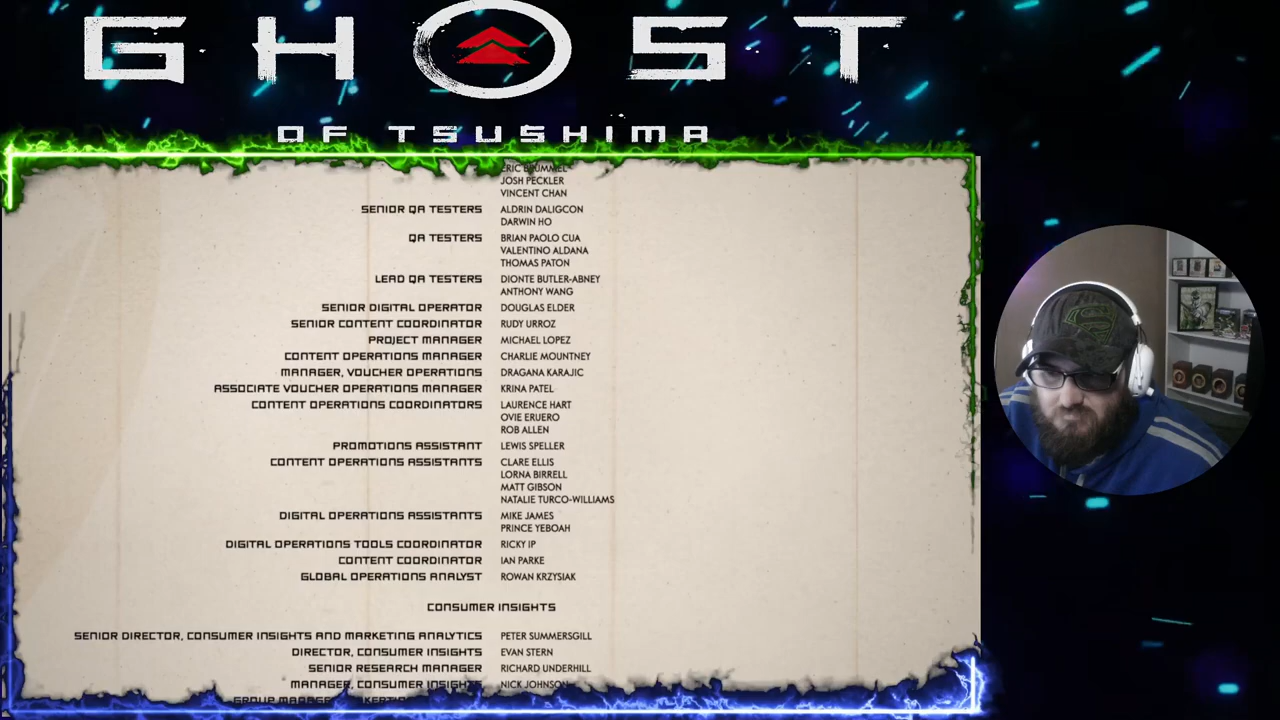 GHOST
OF TSUSHIMA
ERIC BRUMMEL
JOSH PECKLER
VINCENT CHAN
SENIOR QA TESTERS ALDRIN DALIGCON
DARWIN HO
QA TESTERS BRIAN PAOLO CUA
VALENTINO ALDANA
THOMAS PATON
LEAD QA TESTERS DIONTE BUTLER-ABNEY
ANTHONY WANG
SENIOR DIGITAL OPERATOR DOUGLAS ELDER
SENIOR CONTENT COORDINATOR RUDY URROZ
PROJECT MANAGER MICHAEL LOPEZ
CONTENT OPERATIONS MANAGER CHARLIE MOUNTNEY
MANAGER, VOUCHER OPERATIONS DRAGANA KARAJIC
ASSOCIATE VOUCHER OPERATIONS MANAGER KRINA PATEL
CONTENT OPERATIONS COORDINATORS LAURENCE HART
OVIE ERUERO
ROB ALLEN
PROMOTIONS ASSISTANT LEWIS SPELLER
CONTENT OPERATIONS ASSISTANTS CLARE ELLIS
LORNA BIRRELL
MATT GIBSON
NATALIE TURCO-WILLIAMS
DIGITAL OPERATIONS ASSISTANTS MIKE JAMES
PRINCE YEBOAH
DIGITAL OPERATIONS TOOLS COORDINATOR RICKY IP
CONTENT COORDINATOR IAN PARKE
GLOBAL OPERATIONS ANALYST ROWAN KRZYSIAK
CONSUMER INSIGHTS
SENIOR DIRECTOR, CONSUMER INSIGHTS AND MARKETING ANALYTICS PETER SUMMERSGILL
DIRECTOR, CONSUMER INSIGHTS EVAN STERN
SENIOR RESEARCH MANAGER RICHARD UNDERHILL
MANAGER, CONSUMER INSIGHTS NICK JOHNSON
GROUP